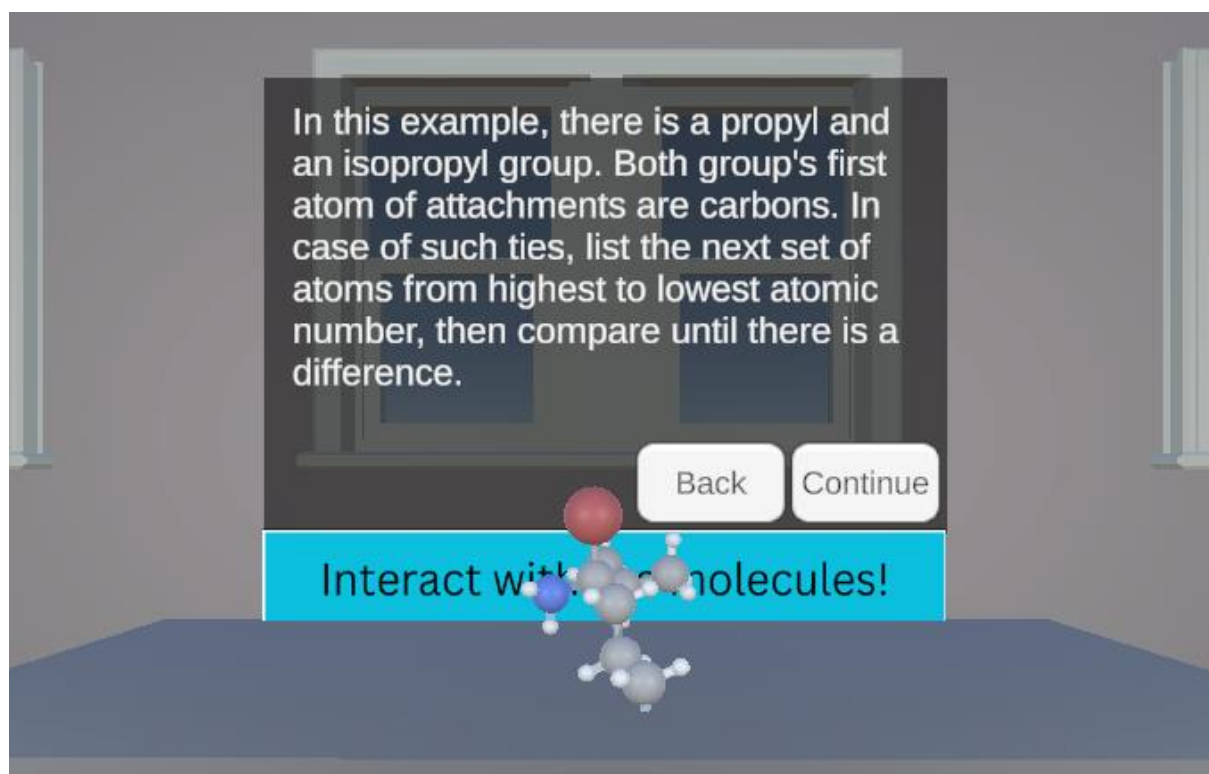 In this example, there is a propyl and
an isopropyl group. Both group's first
atom of attachments are carbons. In
case of such ties, list the next set of
atoms from highest to lowest atomic
number, then compare until there is a
difference.
Back Continue
Interact molecules!